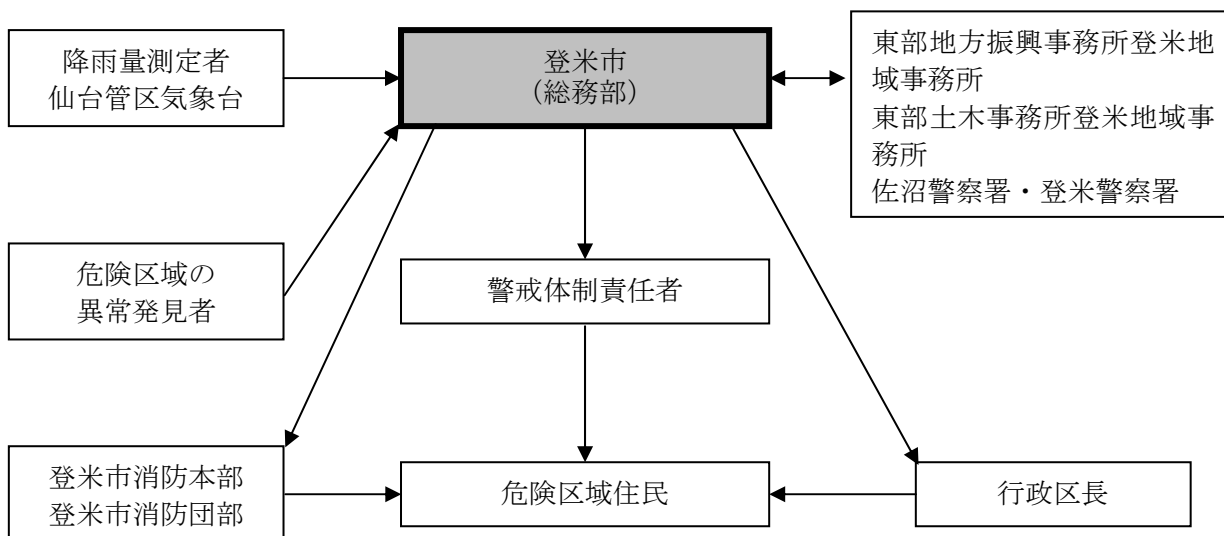 降雨量測定者
仙台管区気象台
登米市
(総務部)
東部地方振興事務所登米地
域事務所
東部土木事務所登米地域事
務所
佐沼警察署・登米警察署
危険区域の
異常発見者
警戒体制責任者
登米市消防本部
登米市消防団部
危険区域住民
行政区長